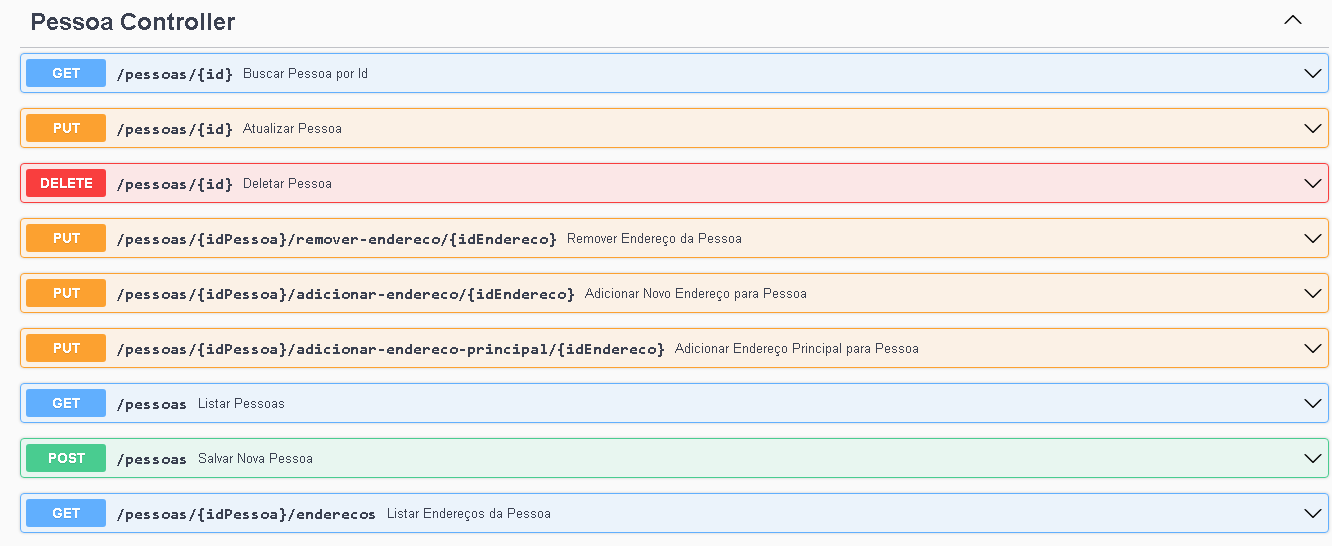 Pessoa Controller
GET /pessoas/{id} Buscar Pessoa por Id
PUT /pessoas/{id} Atualizar Pessoa
DELETE /pessoas/{id} Deletar Pessoa
PUT /pessoas/{idPessoa}/remover-endereco/{idEndereco} Remover Endereço da Pessoa
PUT /pessoas/{idPessoa}/adicionar-endereco/{idEndereco} Adicionar Novo Endereço para Pessoa
PUT /pessoas/{idPessoa}/adicionar-endereco-principal/{idEndereco} Adicionar Endereço Principal para Pessoa
GET /pessoas Listar Pessoas
POST /pessoas Salvar Nova Pessoa
GET /pessoas/{idPessoa}/enderecos Listar Endereços da Pessoa